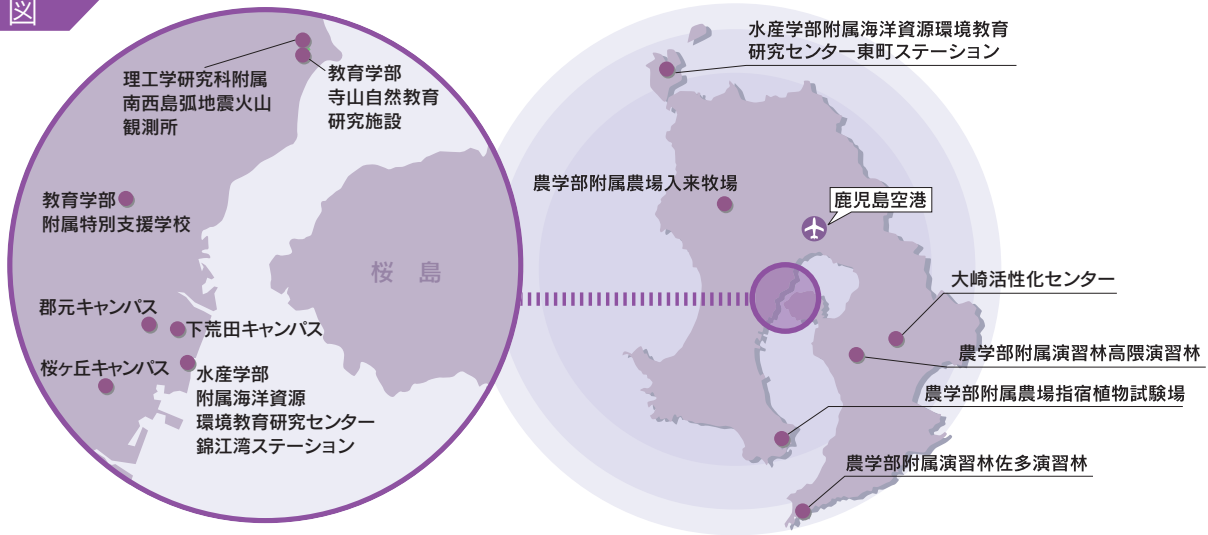 図
理工学研究科附属
南西島弧地震火山
観測所
教育学部
寺山自然教育
研究施設
教育学部
附属特別支援学校
桜 島
郡元キャンパス
下荒田キャンパス
桜ヶ丘キャンパス
水産学部
附属海洋資源
環境教育研究センター
錦江湾ステーション
水産学部附属海洋資源環境教育
研究センター東町ステーション
農学部附属農場入来牧場
鹿児島空港
大崎活性化センター
農学部附属演習林高隈演習林
農学部附属農場指宿植物試験場
農学部附属演習林佐多演習林